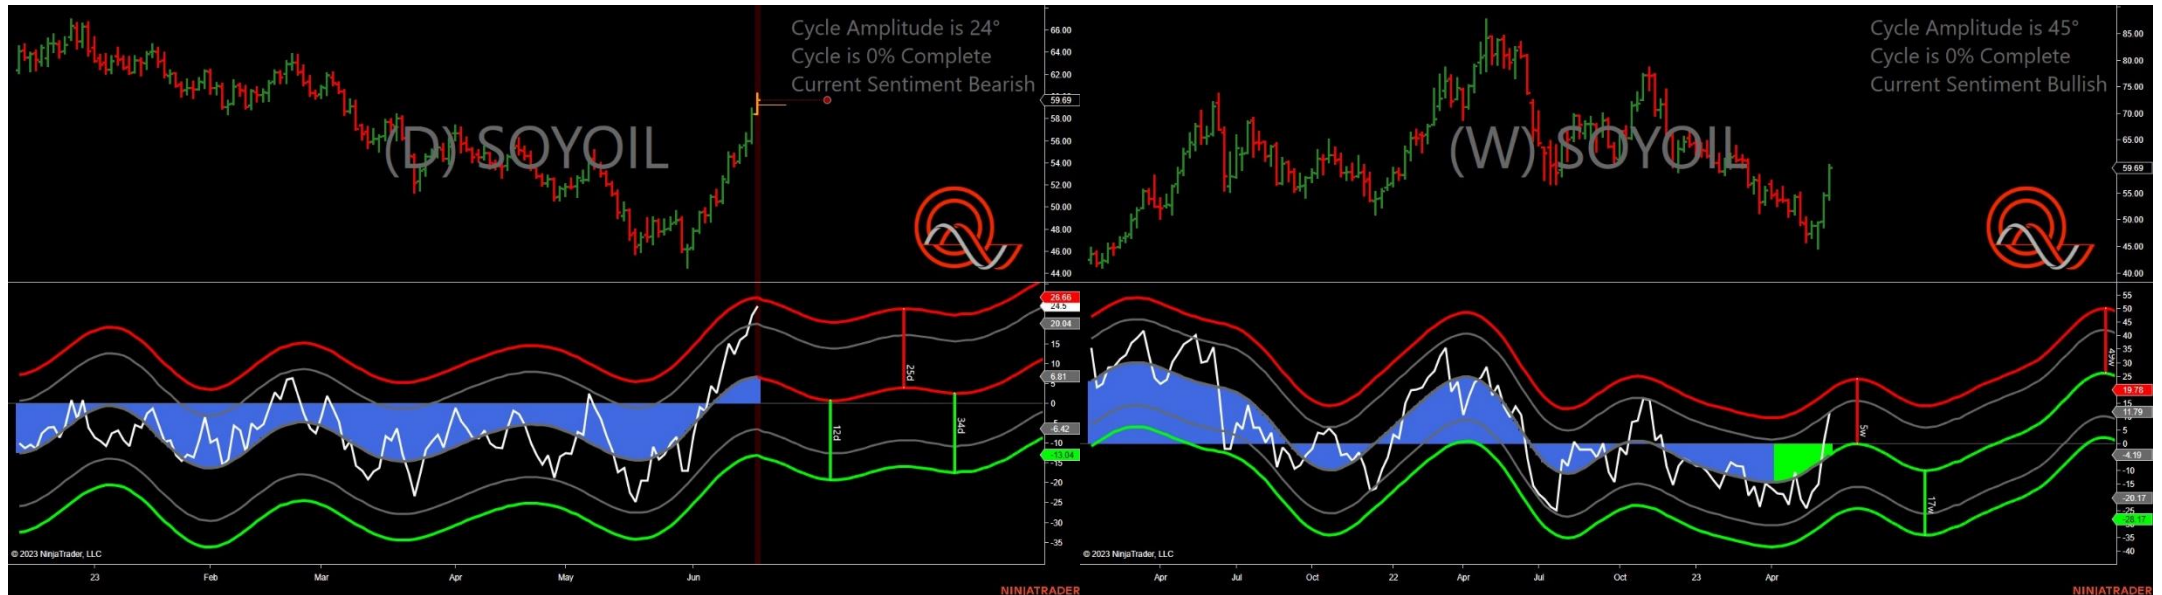 Cycle Amplitude is 24°
Cycle is 0% Complete
Current Sentiment Bearish
(D) SOYOIL
66.00
64.00
62.00
59.69
58.00
56.00
54.00
52.00
50.00
48.00
46.00
44.00
26.66
24.5
20.04
15
10
6.81
5
0
-6.42
-10
-13.04
-15
-20
-25
-30
-35
12d
25d
34d
© 2023 NinjaTrader, LLC
23 Feb Mar Apr May Jun
NINJATRADER
Cycle Amplitude is 45°
Cycle is 0% Complete
Current Sentiment Bullish
(W) SOYOIL
85.00
80.00
75.00
70.00
65.00
59.69
55.00
50.00
45.00
40.00
55
50
45
40
35
30
25
19.78
15
11.79
5
0
-4.19
-10
-15
-20.17
-25
-28.17
-35
-40
5w
17w
49w
© 2023 NinjaTrader, LLC
Apr Jul Oct 22 Apr Jul Oct 23 Apr
NINJATRADER